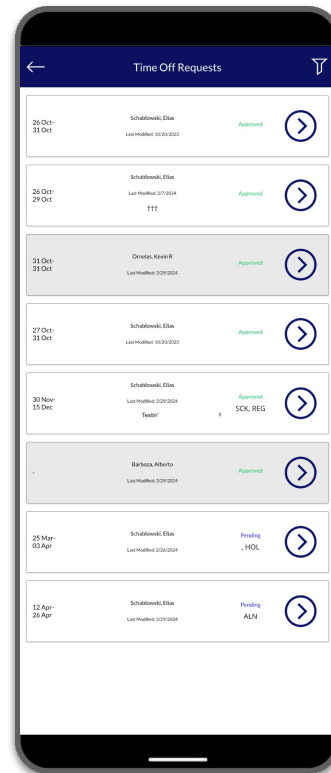 Time Off Requests
26 Oct-
31 Oct
Schablowski, Elias
Last Modified: 10/20/2023
Approved
26 Oct-
29 Oct
Schablowski, Elias
Last Modified: 2/7/2024
†††
Approved
31 Oct-
31 Oct
Ornelas, Kevin R
Last Modified: 3/29/2024
Approved
27 Oct-
31 Oct
Schablowski, Elias
Last Modified: 10/20/2023
Approved
30 Nov-
15 Dec
Schablowski, Elias
Last Modified: 3/29/2024
Testin'
Approved
SCK, REG
-
Barboza, Alberto
Last Modified: 3/29/2024
Approved
25 Mar-
03 Apr
Schablowski, Elias
Last Modified: 2/26/2024
Pending
, HOL
12 Apr-
26 Apr
Schablowski, Elias
Last Modified: 3/29/2024
Pending
ALN